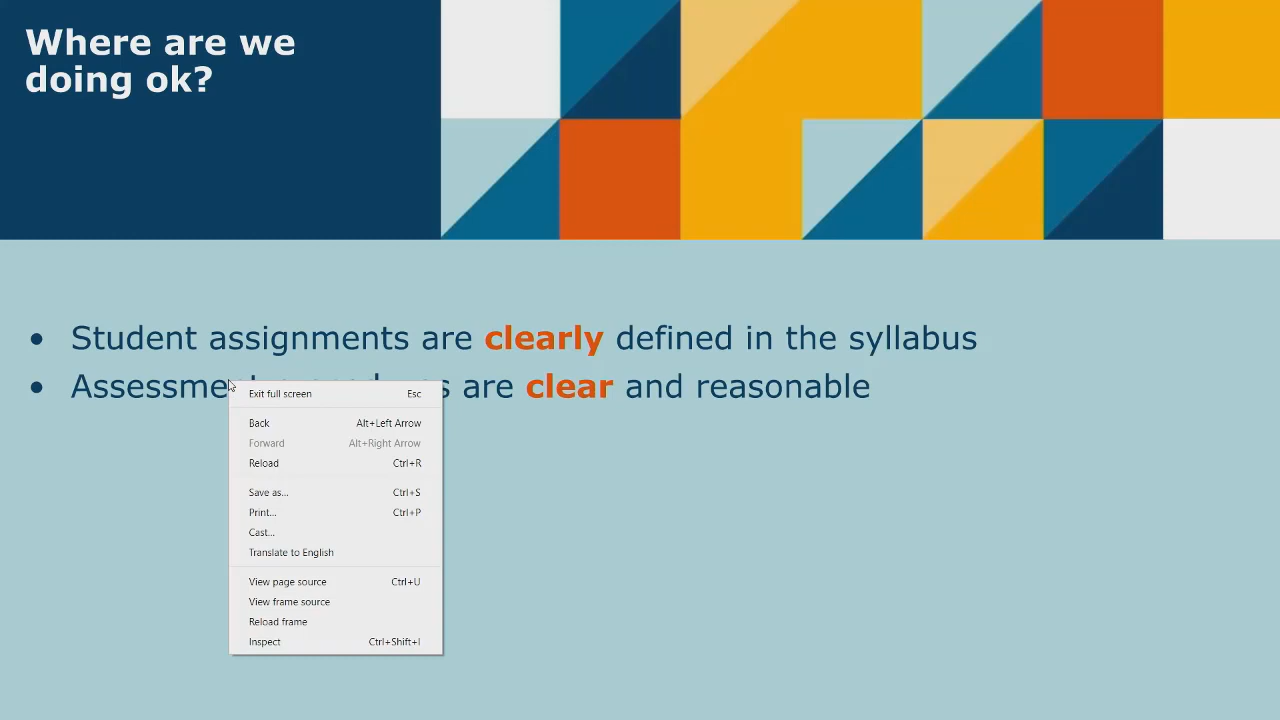 Where are we
doing ok?
• Student assignments are clearly defined in the syllabus
• are clear and reasonable
Exit full screen Esc
Back Alt+Left Arrow
Forward Alt+Right Arrow
Reload Ctrl+R
Save as... Ctrl+S
Print... Ctrl+P
Cast...
Translate to English
View page source Ctrl+U
View frame source
Reload frame
Inspect Ctrl+Shift+I